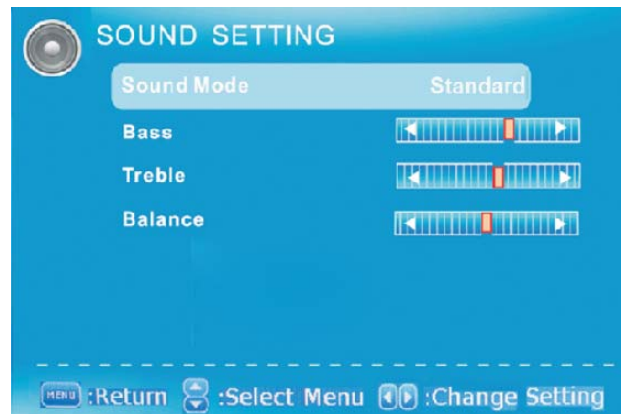 SOUND SETTING
Sound Mode Standard
Bass
Treble
Balance
MENU :Return :Select Menu :Change Setting